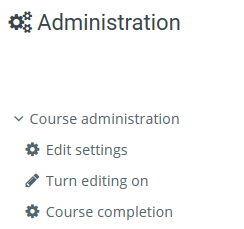 Administration
Course administration
Edit settings
Turn editing on
Course completion